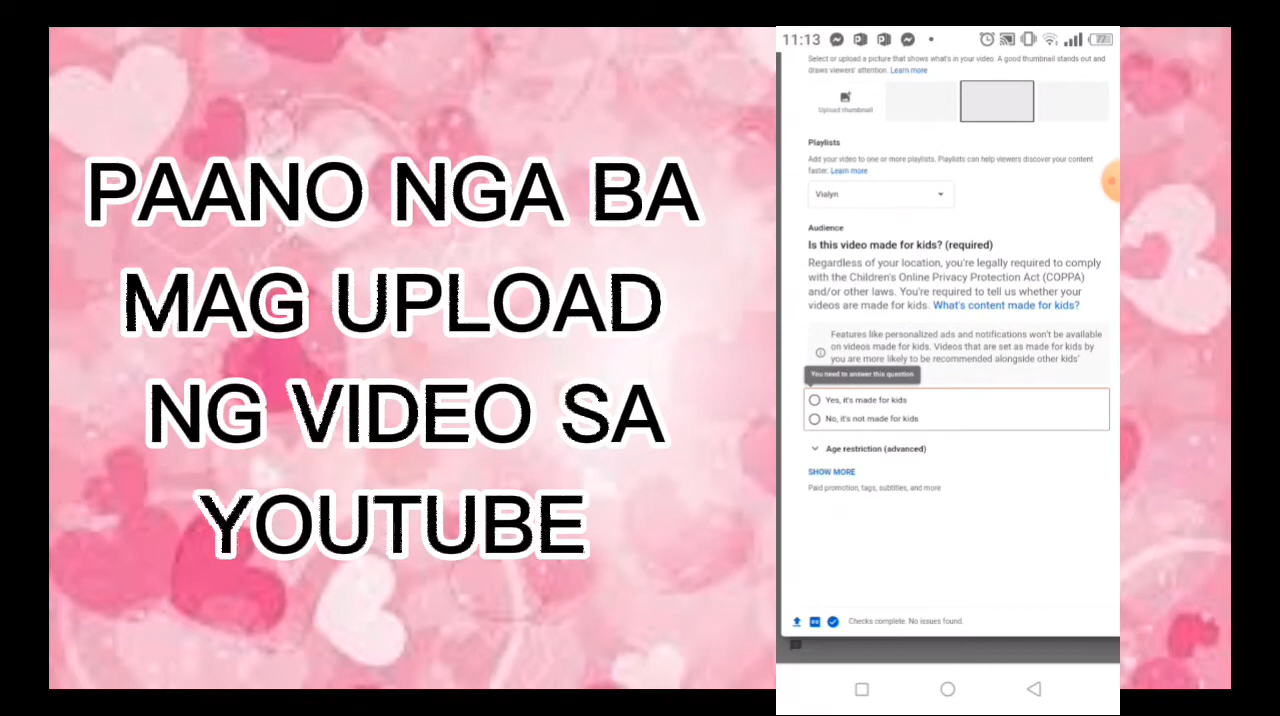 PAANO NGA BA
MAG UPLOAD
NG VIDEO SA
YOUTUBE
11:13
Select or upload a picture that shows what's in your video. A good thumbnail stands out and
draws viewers' attention. Learn more
Upload thumbnail
Playlists
Add your video to one or more playlists. Playlists can help viewers discover your content
faster. Learn more
Vialyn
Audience
Is this video made for kids? (required)
Regardless of your location, you're legally required to comply
with the Children's Online Privacy Protection Act (COPPA)
and/or other laws. You're required to tell us whether your
videos are made for kids. What's content made for kids?
Features like personalized ads and notifications won't be available
on videos made for kids. Videos that are set as made for kids by
you are more likely to be recommended alongside other kids'
You need to answer this question
Yes, it's made for kids
No, it's not made for kids
Age restriction (advanced)
SHOW MORE
Paid promotion, tags, subtitles, and more
Checks complete. No issues found.